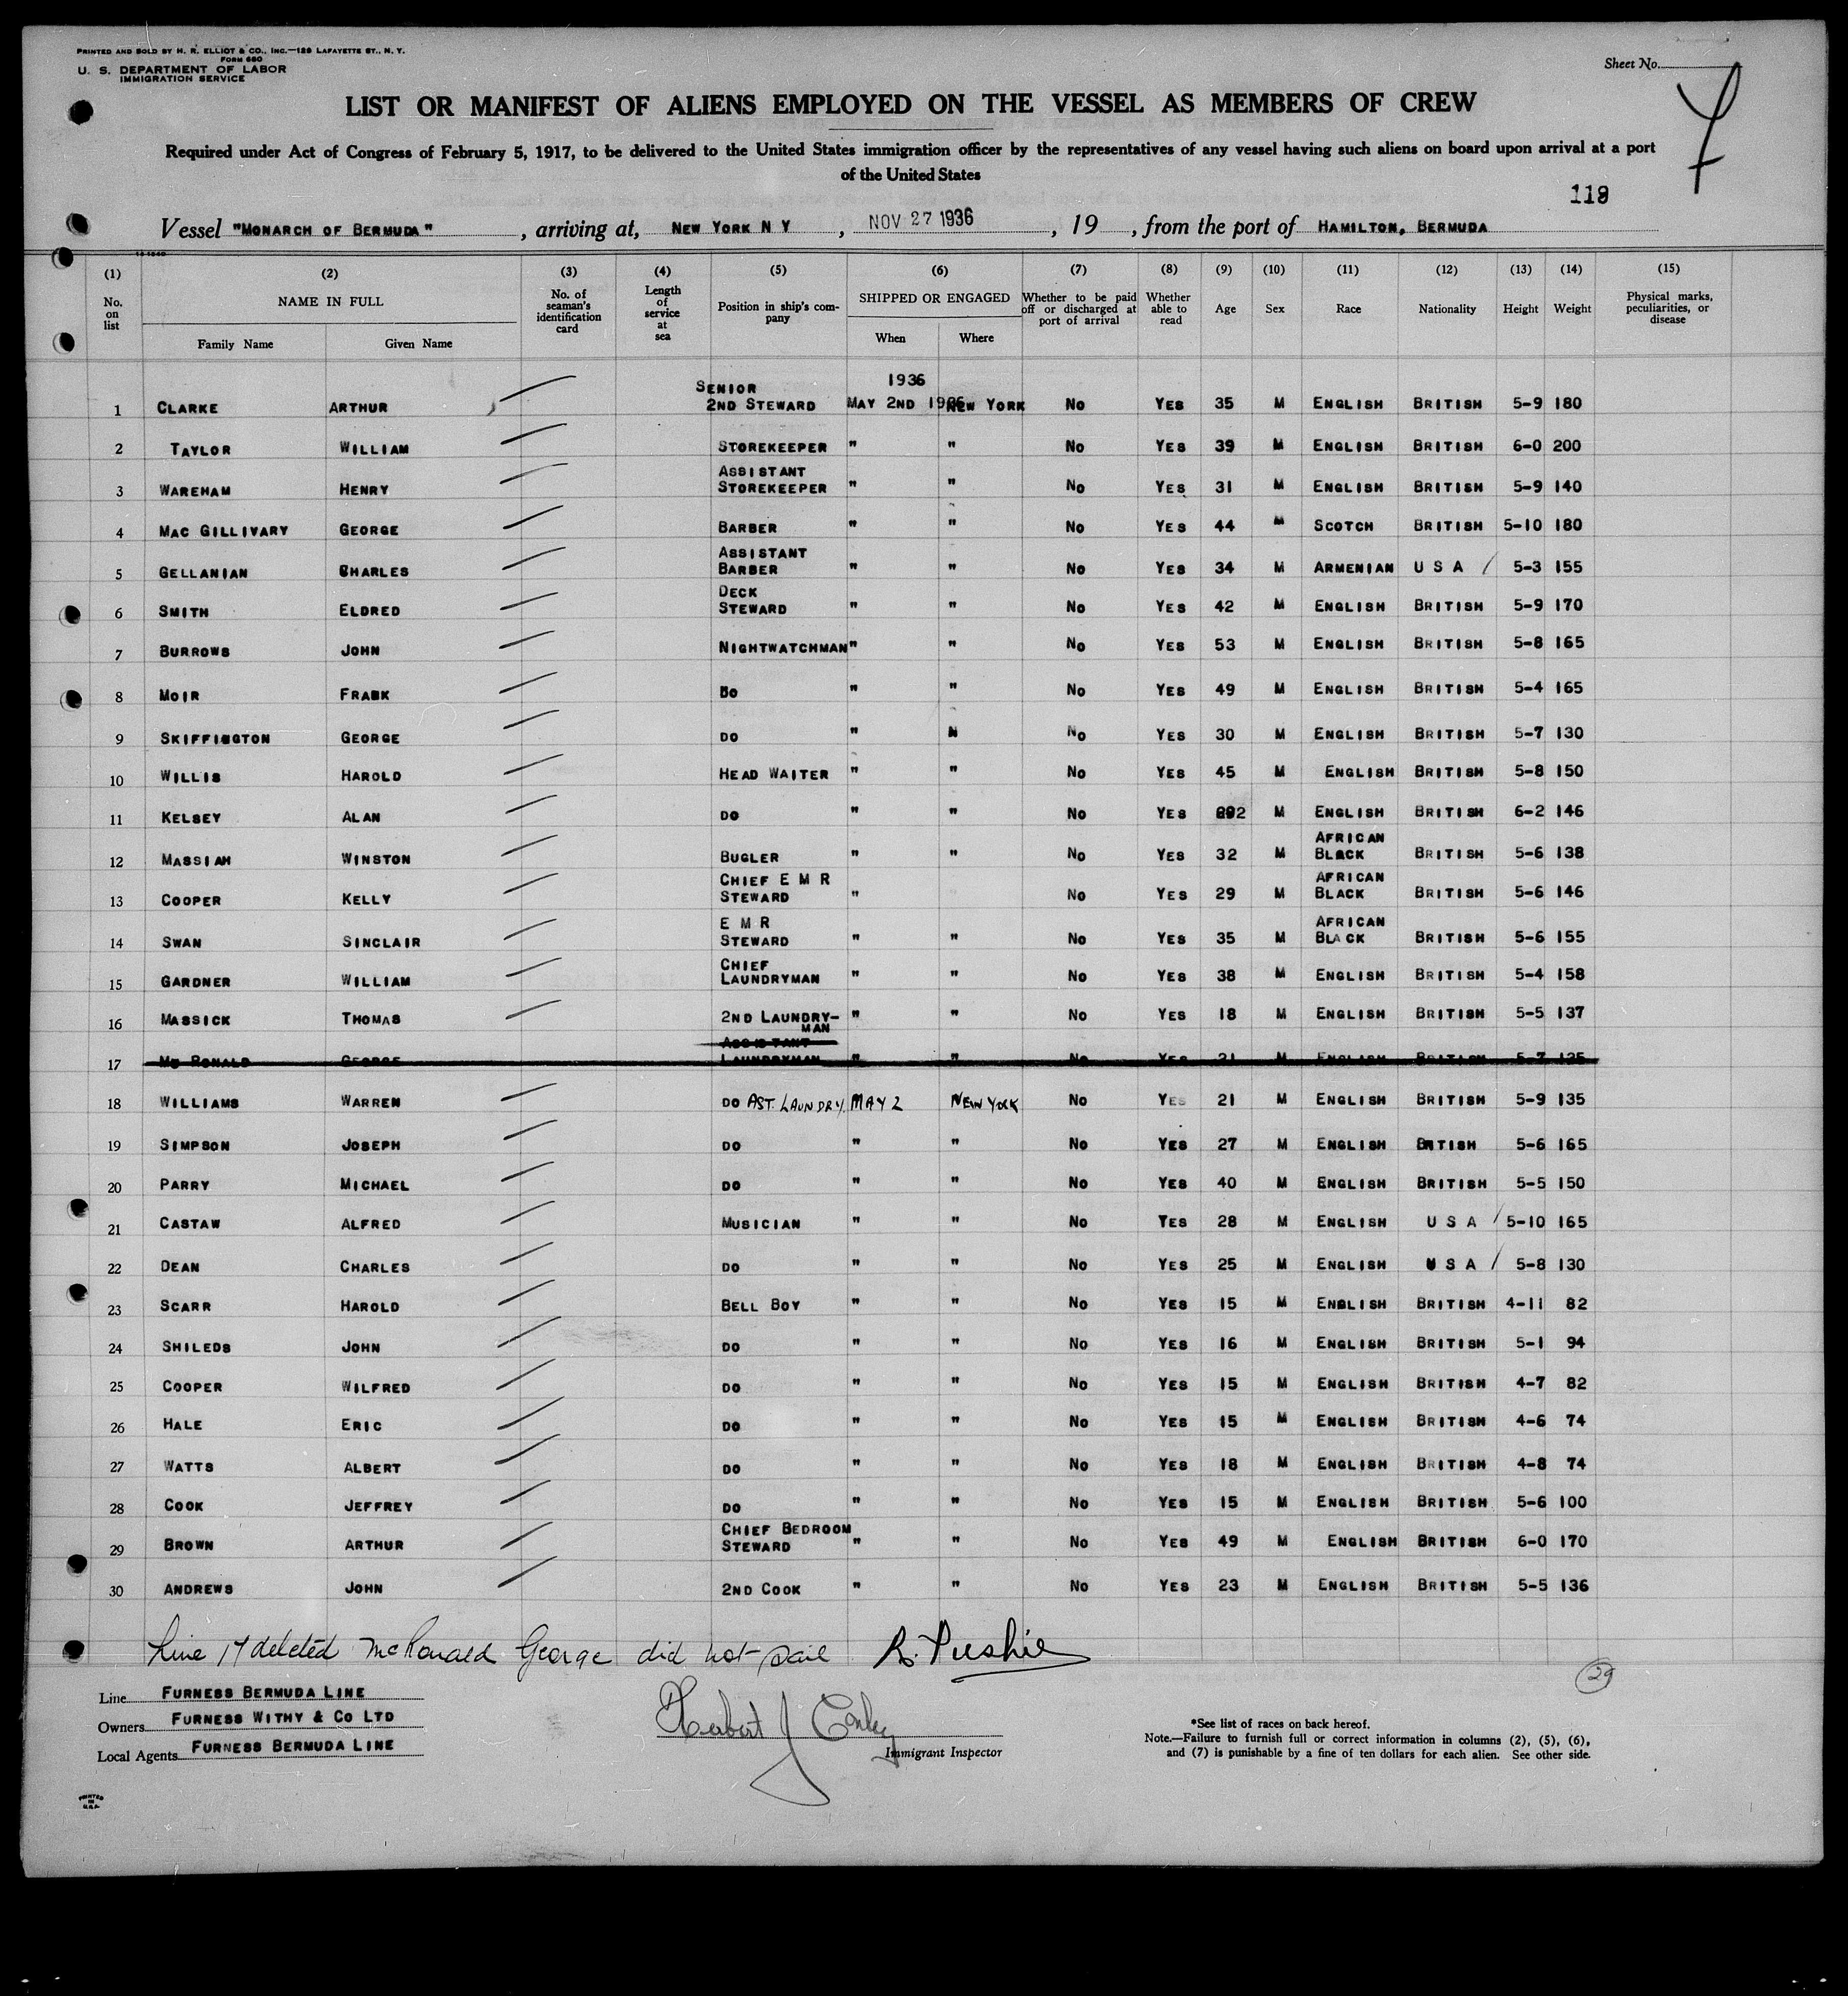 PRINTED AND SOLD BY H. R. ELLIOT & CO., INC.—129 LAFAYETTE ST., N. Y.
FORM 680
U. S. DEPARTMENT OF LABOR
IMMIGRATION SERVICE
Sheet No.
LIST OR MANIFEST OF ALIENS EMPLOYED ON THE VESSEL AS MEMBERS OF CREW
Required under Act of Congress of February 5, 1917, to be delivered to the United States immigration officer by the representatives of any vessel having such aliens on board upon arrival at a port
of the United States
Vessel "MONARCH OF BERMUDA" , arriving at, NEW YORK N Y , NOV 27 1936 , 19 , from the port of HAMILTON, BERMUDA
(1) (2) (3) (4) (5) (6) (7) (8) (9) (10) (11) (12) (13) (14) (15)
No. on list NAME IN FULL Family Name Given Name No. of seaman's identification card Length of service at sea Position in ship's company SHIPPED OR ENGAGED When Where Whether to be paid off or discharged at port of arrival Whether able to read Age Sex Race Nationality Height Weight Physical marks, peculiarities, or disease
1936
1 CLARKE ARTHUR SENIOR 2ND STEWARD MAY 2ND NEW YORK NO YES 35 M ENGLISH BRITISH 5-9 180
2 TAYLOR WILLIAM STOREKEEPER " " NO YES 39 M ENGLISH BRITISH 6-0 200
3 WAREHAM HENRY ASSISTANT STOREKEEPER " " NO YES 31 M ENGLISH BRITISH 5-9 140
4 MAC GILLIVARY GEORGE BARBER " " NO YES 44 M SCOTCH BRITISH 5-10 180
5 GELLANIAN CHARLES ASSISTANT BARBER " " NO YES 34 M ARMENIAN U S A / 5-3 155
6 SMITH ELDRED DECK STEWARD " " NO YES 42 M ENGLISH BRITISH 5-9 170
7 BURROWS JOHN NIGHTWATCHMAN " " NO YES 53 M ENGLISH BRITISH 5-8 165
8 MOIR FRANK DO " " NO YES 49 M ENGLISH BRITISH 5-4 165
9 SKIFFINGTON GEORGE DO " " NO YES 30 M ENGLISH BRITISH 5-7 130
10 WILLIS HAROLD HEAD WAITER " " NO YES 45 M ENGLISH BRITISH 5-8 150
11 KELSEY ALAN DO " " NO YES M ENGLISH BRITISH 6-2 146
12 MASSIAH WINSTON BUGLER " " NO YES 32 M AFRICAN BLACK BRITISH 5-6 138
13 COOPER KELLY CHIEF E M R STEWARD " NO YES 29 M AFRICAN BLACK BRITISH 5-6 146
14 SWAN SINCLAIR E M R STEWARD " " NO YES 35 M AFRICAN BLACK BRITISH 5-6 155
15 GARDNER WILLIAM CHIEF LAUNDRYMAN " " NO YES 38 M ENGLISH BRITISH 5-4 158
16 MASSICK THOMAS 2ND LAUNDRY-MAN " " NO YES 18 M ENGLISH BRITISH 5-5 137
17 MC RONALD GEORGE ASSISTANT LAUNDRYMAN " " NO YES 21 M ENGLISH BRITISH 5-7 135
18 WILLIAMS WARREN DO AST. LAUNDRY. MAY 2 NEW YORK NO YES 21 M ENGLISH BRITISH 5-9 135
19 SIMPSON JOSEPH DO " " NO YES 27 M ENGLISH BRTISH 5-6 165
20 PARRY MICHAEL DO " " NO YES 40 M ENGLISH BRITISH 5-5 150
21 CASTAW ALFRED MUSICIAN " " NO YES 28 M ENGLISH U S A / 5-10 165
22 DEAN CHARLES DO " " NO YES 25 M ENGLISH U S A / 5-8 130
23 SCARR HAROLD BELL BOY " " NO YES 15 M ENGLISH BRITISH 4-11 82
24 SHILEDS JOHN DO " " NO YES 16 M ENGLISH BRITISH 5-1 94
25 COOPER WILFRED DO " " NO YES 15 M ENGLISH BRITISH 4-7 82
26 HALE ERIC DO " " NO YES 15 M ENGLISH BRITISH 4-6 74
27 WATTS ALBERT DO " " NO YES 18 M ENGLISH BRITISH 4-8 74
28 COOK JEFFREY DO " " NO YES 15 M ENGLISH BRITISH 5-6 100
29 BROWN ARTHUR CHIEF BEDROOM STEWARD " " NO YES 49 M ENGLISH BRITISH 6-0 170
30 ANDREWS JOHN 2ND COOK " " NO YES 23 M ENGLISH BRITISH 5-5 136
Line 17 deleted McRonald George did not sail R. Pushie
29
Line FURNESS BERMUDA LINE
Owners FURNESS WITHY & CO LTD
Local Agents FURNESS BERMUDA LINE
Herbert J Conley
Immigrant Inspector
*See list of races on back hereof.
Note.—Failure to furnish full or correct information in columns (2), (5), (6),
and (7) is punishable by a fine of ten dollars for each alien. See other side.
PRINTED
IN
U.S.A.